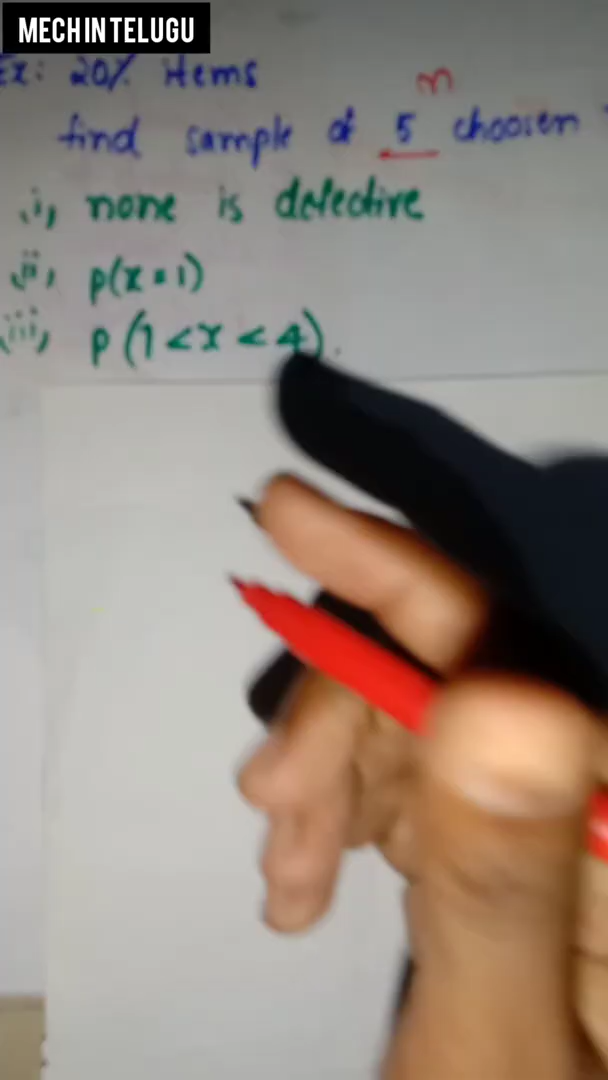 MECH IN TELUGU
Ex: 20% items
n
find sample of 5 choosen
i, none is defective
ii, p(x=1)
iii, p(1<x<4).